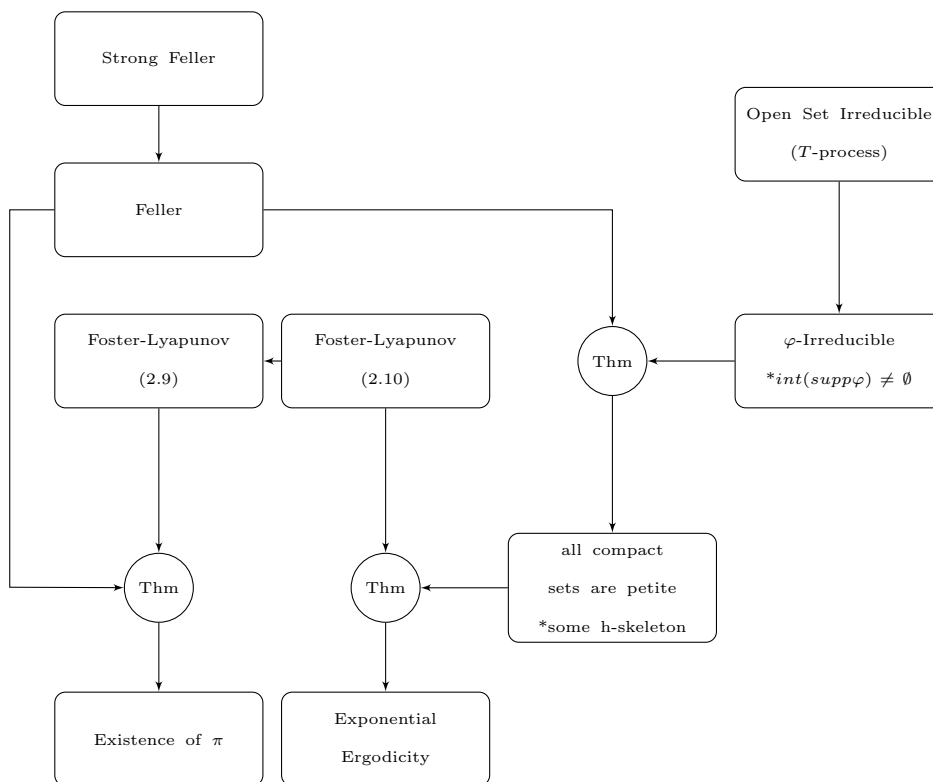 Strong Feller
Open Set Irreducible
(T-process)
Feller
Foster-Lyapunov
(2.9)
Foster-Lyapunov
(2.10)
Thm
φ-Irreducible
*int(suppφ) ≠ ∅
all compact
sets are petite
*some h-skeleton
Thm
Thm
Existence of π
Exponential
Ergodicity